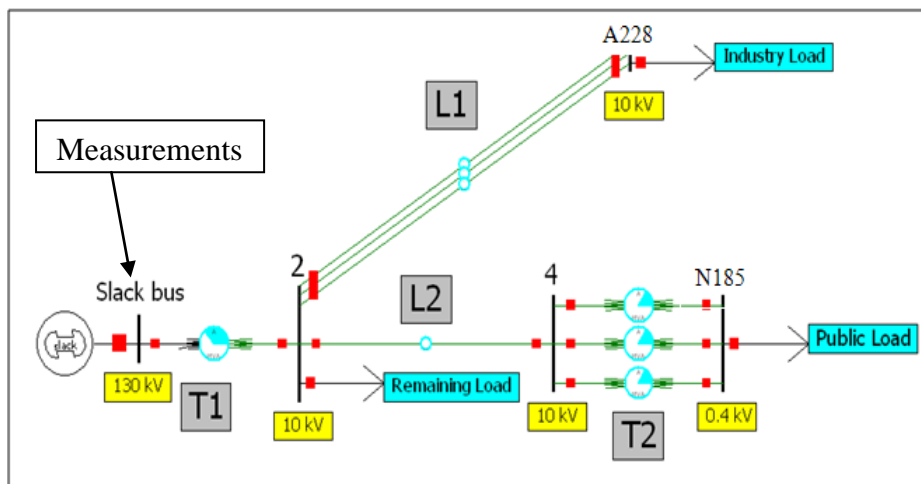 A228
Industry Load
10 kV
L1
Measurements
2
4
N185
Slack bus
L2
slack
Public Load
130 kV
T1
Remaining Load
10 kV
10 kV
T2
0.4 kV